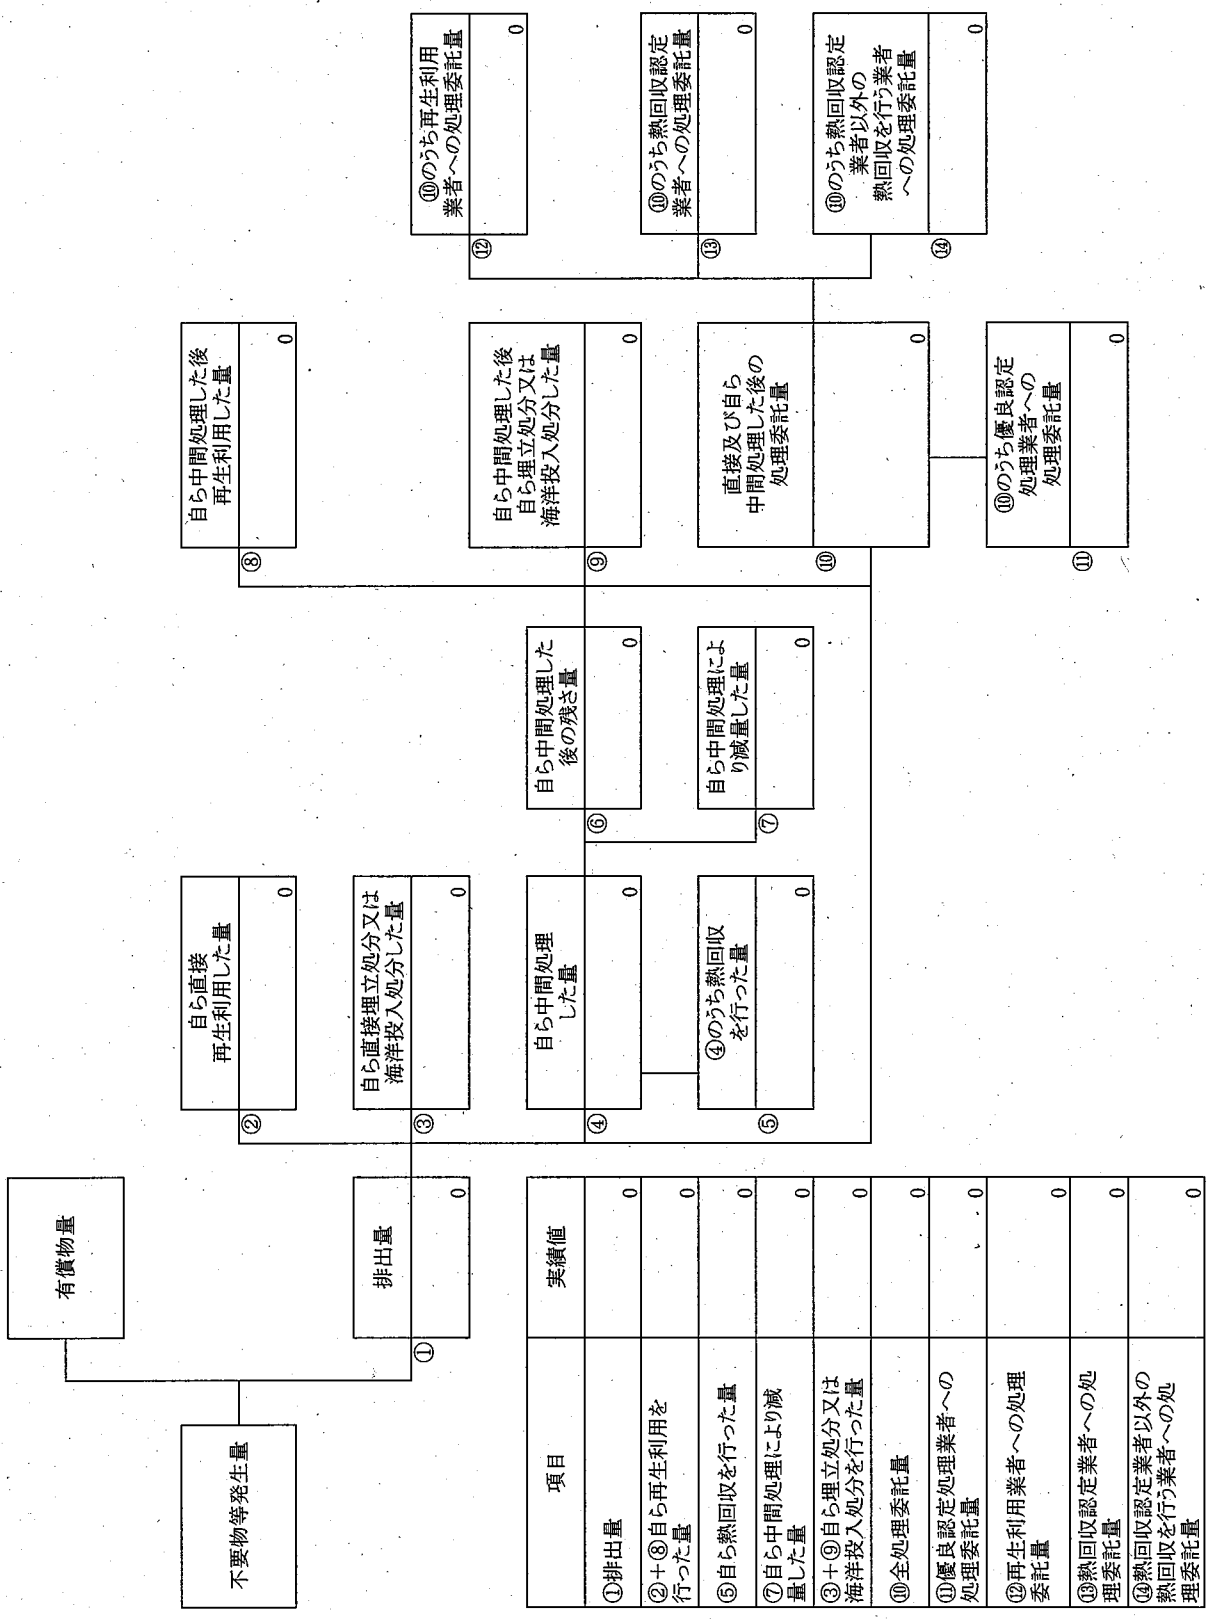 不要物等発生量
有償物量
排出量
①
0
自ら直接
再生利用した量
②
0
自ら直接埋立処分又は
海洋投入処分した量
③
0
自ら中間処理
した量
④
0
④のうち熱回収
を行った量
⑤
0
自ら中間処理した
後の残さ量
⑥
0
自ら中間処理によ
り減量した量
⑦
0
自ら中間処理した後
再生利用した量
⑧
0
自ら中間処理した後
自ら埋立処分又は
海洋投入処分した量
⑨
0
直接及び自ら
中間処理した後の
処理委託量
⑩
0
⑩のうち優良認定
処理業者への
処理委託量
⑪
0
⑩のうち再生利用
業者への処理委託量
⑫
0
⑩のうち熱回収認定
業者への処理委託量
⑬
0
⑩のうち熱回収認定
業者以外の
熱回収を行う業者
への処理委託量
⑭
0
項目 実績値
①排出量 0
②+⑧自ら再生利用を
行った量 0
⑤自ら熱回収を行った量 0
⑦自ら中間処理により減
量した量 0
③+⑨自ら埋立処分又は
海洋投入処分を行った量 0
⑩全処理委託量 0
⑪優良認定処理業者への
処理委託量 0
⑫再生利用業者への処理
委託量 0
⑬熱回収認定業者への処
理委託量 0
⑭熱回収認定業者以外の
熱回収を行う業者への処
理委託量 0